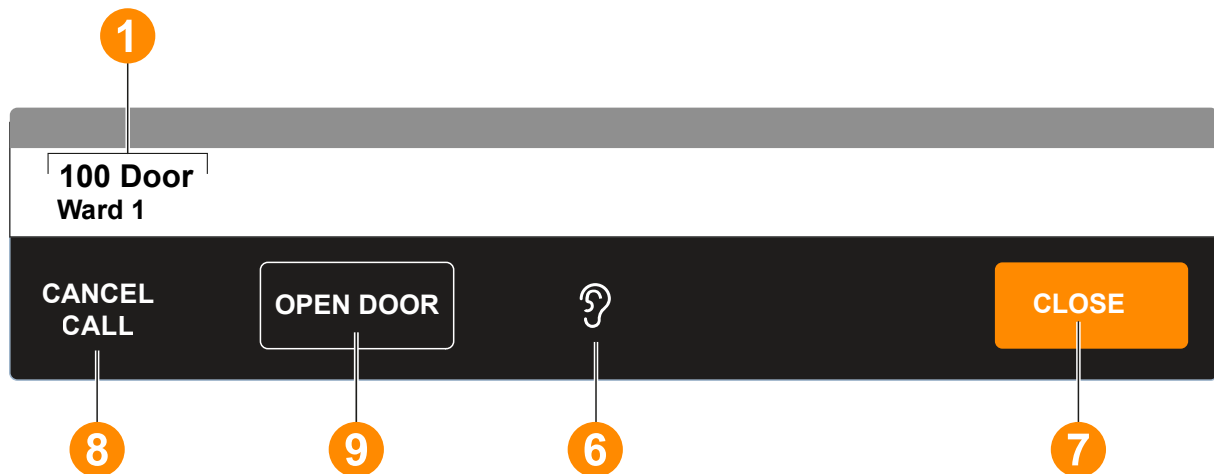 1
100 Door
Ward 1
CANCEL
CALL
OPEN DOOR
CLOSE
8
9
6
7